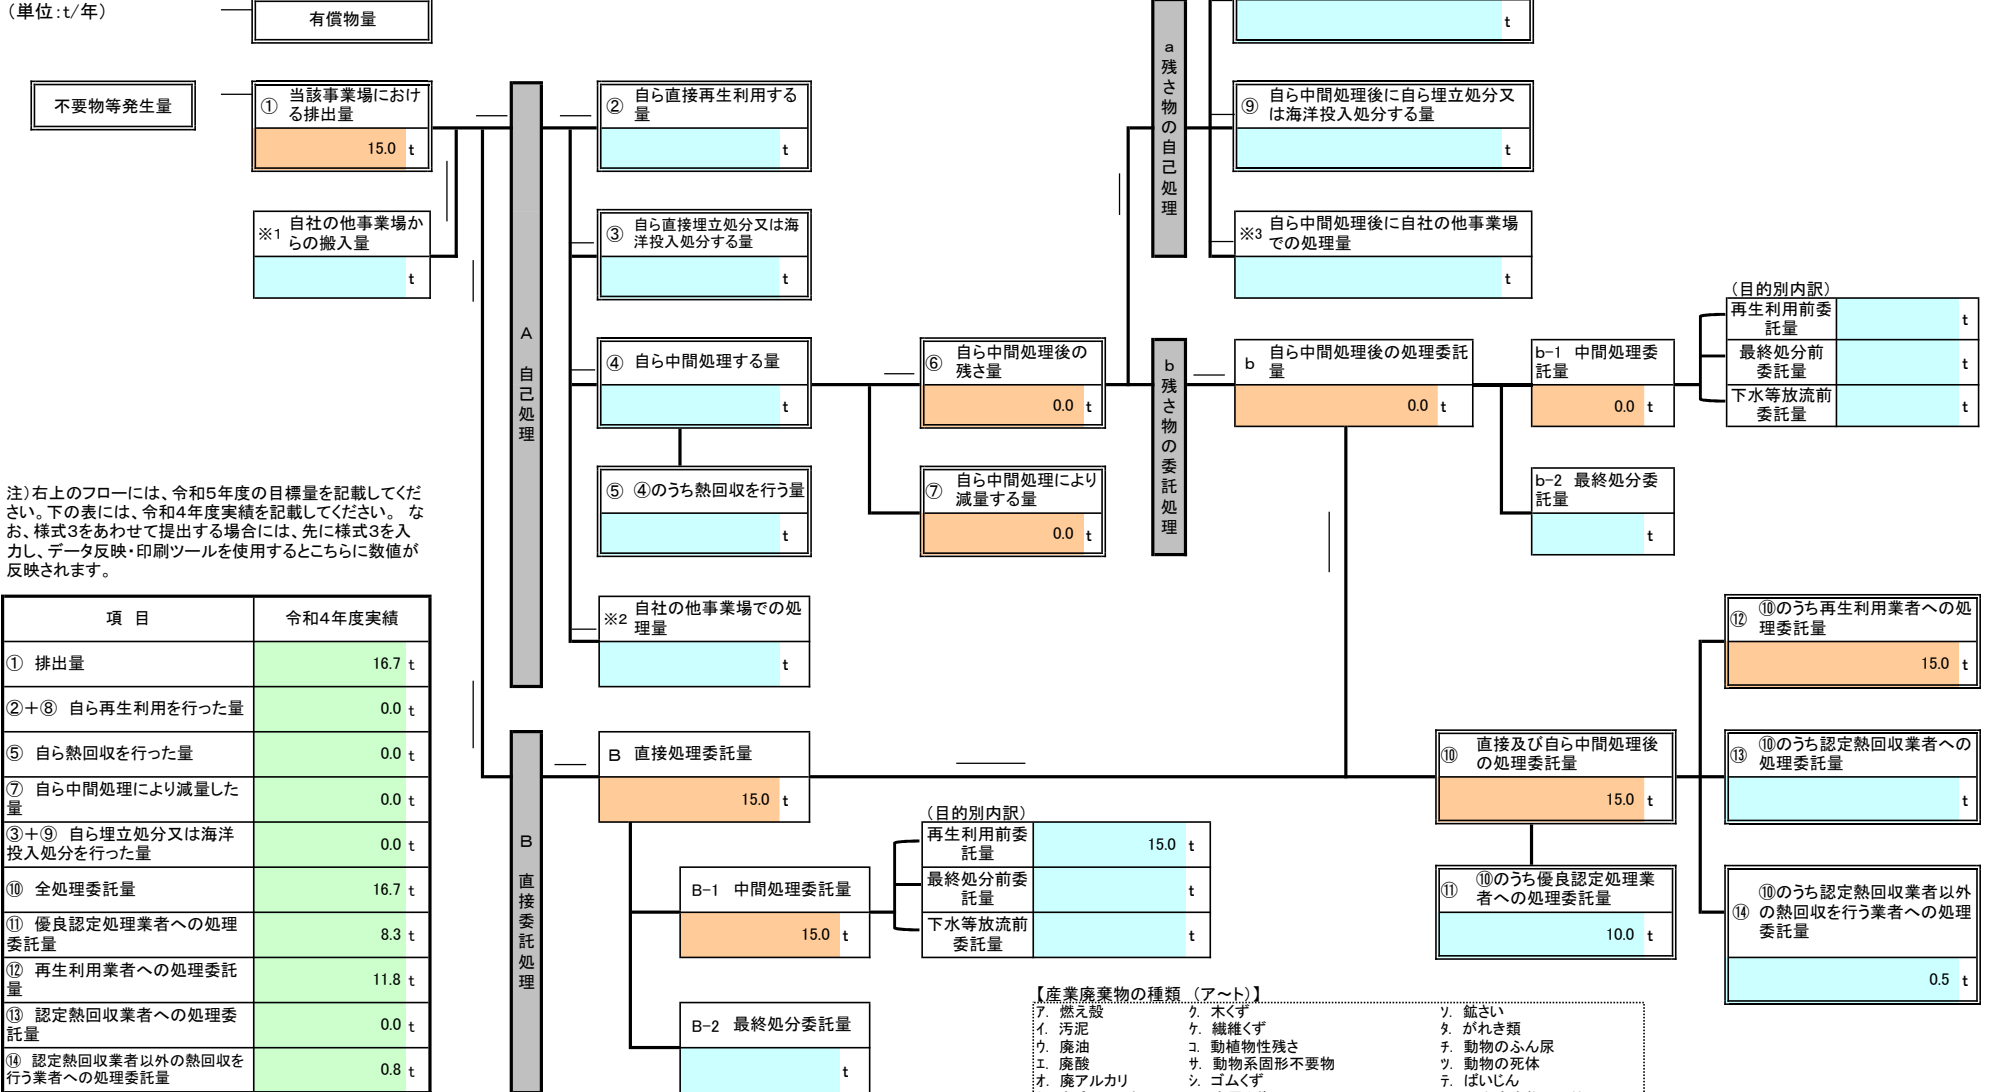 （単位：t/年）
有償物量
t
不要物等発生量
① 当該事業場におけ
る排出量
15.0 t
※1 自社の他事業場か
らの搬入量
t
A 自己処理
② 自ら直接再生利用する
量
t
③ 自ら直接埋立処分又は海
洋投入処分する量
t
④ 自ら中間処理する量
t
⑤ ④のうち熱回収を行う量
t
※2 自社の他事業場での処
理量
t
⑥ 自ら中間処理後の
残さ量
0.0 t
⑦ 自ら中間処理により
減量する量
0.0 t
a 残さ物の自己処理
⑨ 自ら中間処理後に自ら埋立処分又
は海洋投入処分する量
t
※3 自ら中間処理後に自社の他事業場
での処理量
t
b 残さ物の委託処理
b 自ら中間処理後の処理委託
量
0.0 t
b-1 中間処理委
託量
0.0 t
b-2 最終処分委
託量
t
（目的別内訳）
再生利用前委
託量
t
最終処分前
委託量
t
下水等放流前
委託量
t
注）右上のフローには、令和5年度の目標量を記載してくだ
さい。下の表には、令和4年度実績を記載してください。 な
お、様式3をあわせて提出する場合には、先に様式3を入
力し、データ反映・印刷ツールを使用するとこちらに数値が
反映されます。
項 目 令和4年度実績
① 排出量 16.7 t
②＋⑧ 自ら再生利用を行った量 0.0 t
⑤ 自ら熱回収を行った量 0.0 t
⑦ 自ら中間処理により減量した
量 0.0 t
③＋⑨ 自ら埋立処分又は海洋
投入処分を行った量 0.0 t
⑩ 全処理委託量 16.7 t
⑪ 優良認定処理業者への処理
委託量 8.3 t
⑫ 再生利用業者への処理委託
量 11.8 t
⑬ 認定熱回収業者への処理委
託量 0.0 t
⑭ 認定熱回収業者以外の熱回収を
行う業者への処理委託量 0.8 t
B 直接委託処理
B 直接処理委託量
15.0 t
B-1 中間処理委託量
15.0 t
B-2 最終処分委託量
t
（目的別内訳）
再生利用前委
託量
15.0 t
最終処分前委
託量
t
下水等放流前
委託量
t
⑩ 直接及び自ら中間処理後
の処理委託量
15.0 t
⑪ ⑩のうち優良認定処理業
者への処理委託量
10.0 t
⑫ ⑩のうち再生利用業者への処
理委託量
15.0 t
⑬ ⑩のうち認定熱回収業者への
処理委託量
t
⑭ ⑩のうち認定熱回収業者以外
の熱回収を行う業者への処理
委託量
0.5 t
【産業廃棄物の種類 （ア～ト）】
ア. 燃え殻 ク. 木くず ソ. 鉱さい
イ. 汚泥 ケ. 繊維くず タ. がれき類
ウ. 廃油 コ. 動植物性残さ チ. 動物のふん尿
エ. 廃酸 サ. 動物系固形不要物 ツ. 動物の死体
オ. 廃アルカリ シ. ゴムくず テ. ばいじん